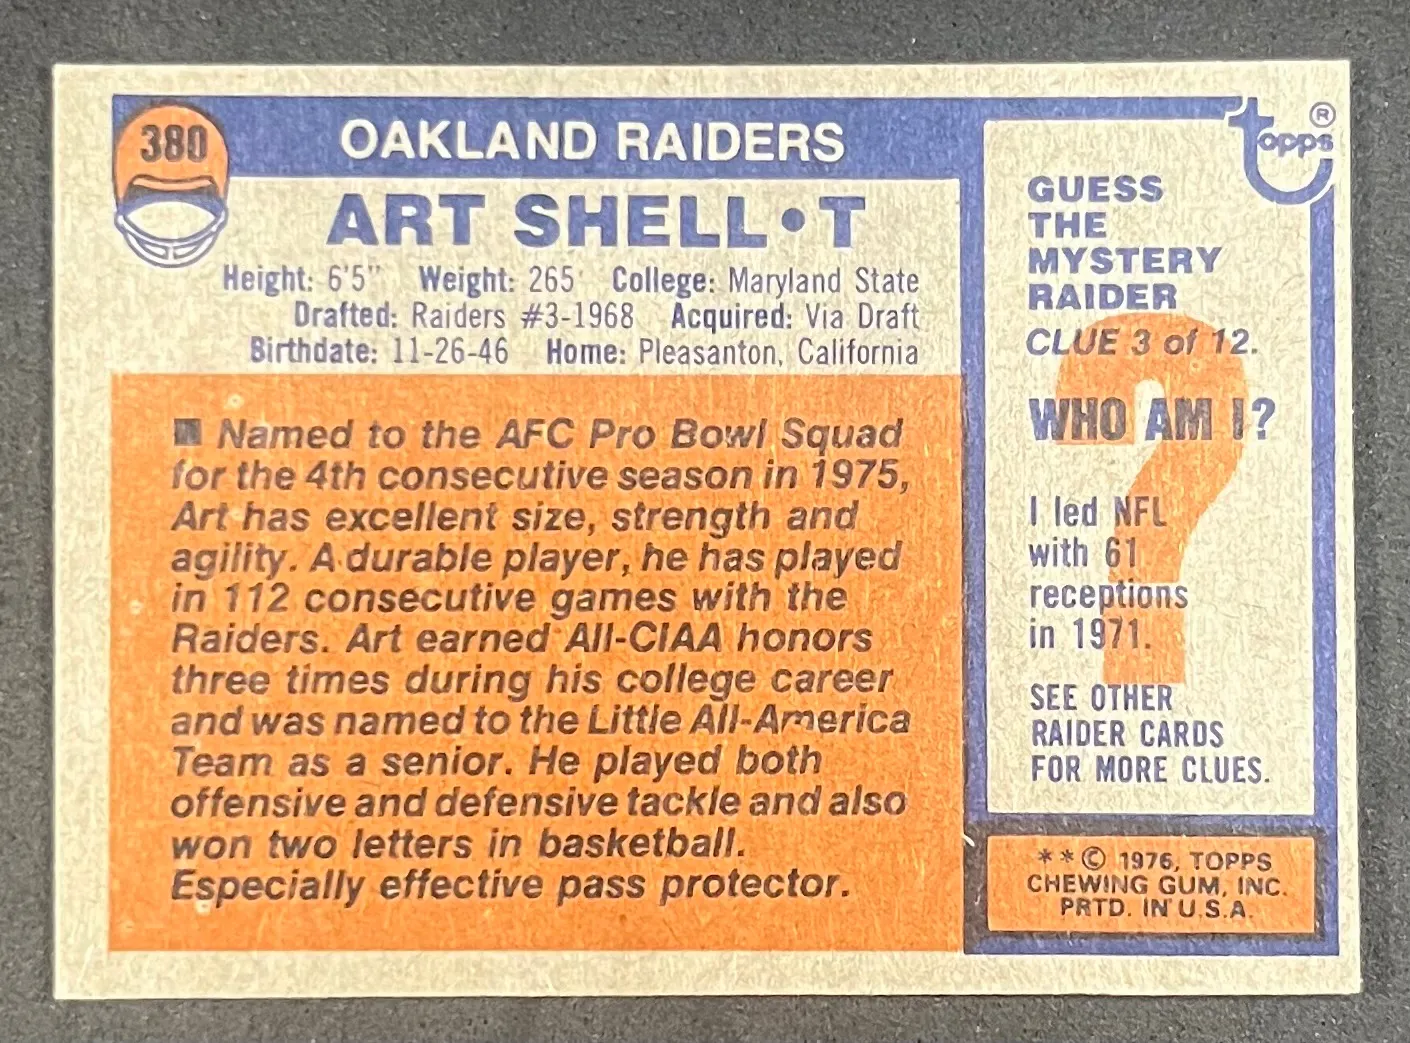 380
OAKLAND RAIDERS
ART SHELL • T
Height: 6'5" Weight: 265 College: Maryland State
Drafted: Raiders #3-1968 Acquired: Via Draft
Birthdate: 11-26-46 Home: Pleasanton, California
■ Named to the AFC Pro Bowl Squad
for the 4th consecutive season in 1975,
Art has excellent size, strength and
agility. A durable player, he has played
in 112 consecutive games with the
Raiders. Art earned All-CIAA honors
three times during his college career
and was named to the Little All-America
Team as a senior. He played both
offensive and defensive tackle and also
won two letters in basketball.
Especially effective pass protector.
topps®
GUESS
THE
MYSTERY
RAIDER
CLUE 3 of 12.
WHO AM I?
I led NFL
with 61
receptions
in 1971.
SEE OTHER
RAIDER CARDS
FOR MORE CLUES.
**© 1976, TOPPS
CHEWING GUM, INC.
PRTD. IN U.S.A.